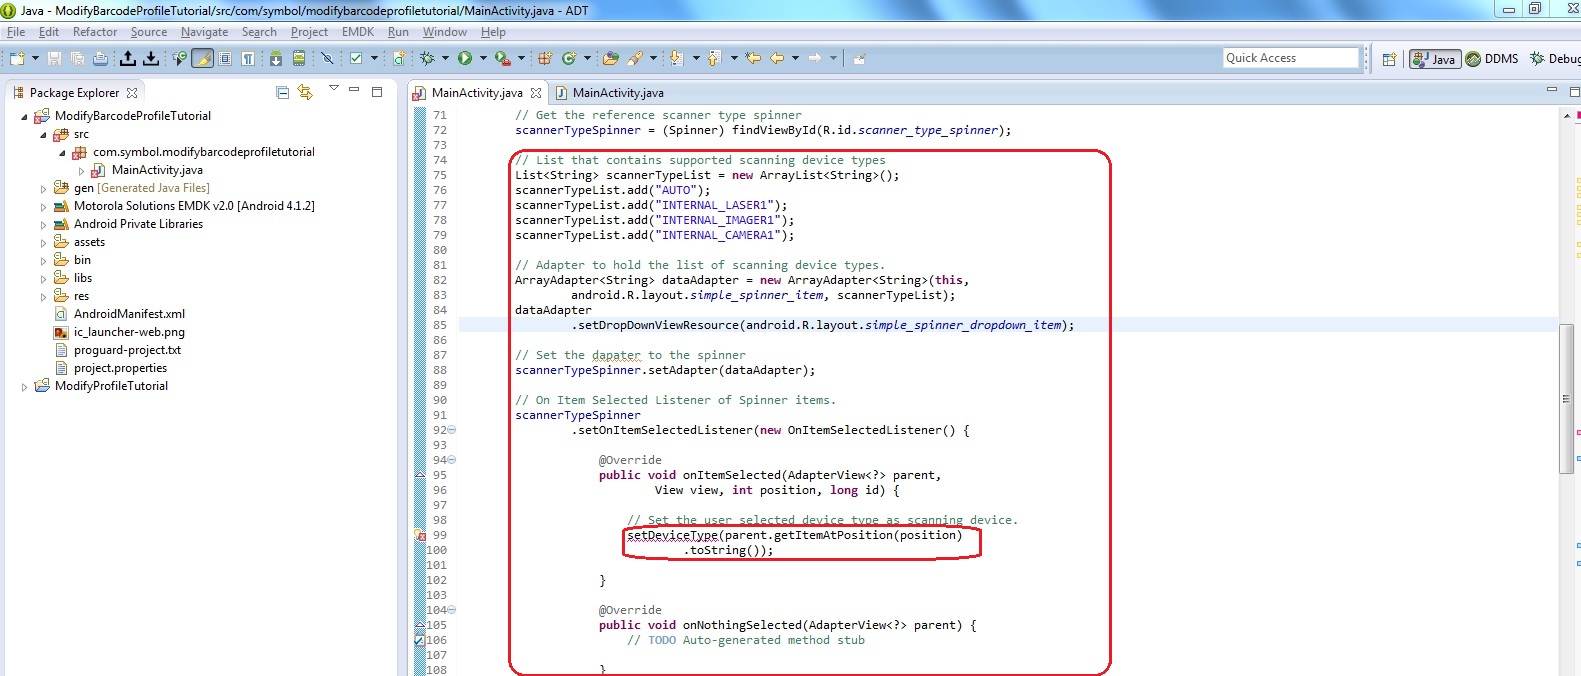 Java - ModifyBarcodeProfileTutorial/src/com/symbol/modifybarcodeprofiletutorial/MainActivity.java - ADT
File Edit Refactor Source Navigate Search Project EMDK Run Window Help
Quick Access
Java DDMS Debug
Package Explorer
ModifyBarcodeProfileTutorial
src
com.symbol.modifybarcodeprofiletutorial
MainActivity.java
gen [Generated Java Files]
Motorola Solutions EMDK v2.0 [Android 4.1.2]
Android Private Libraries
assets
bin
libs
res
AndroidManifest.xml
ic_launcher-web.png
proguard-project.txt
project.properties
ModifyProfileTutorial
MainActivity.java MainActivity.java
71 // Get the reference scanner type spinner
72 scannerTypeSpinner = (Spinner) findViewById(R.id.scanner_type_spinner);
73
74 // List that contains supported scanning device types
75 List<String> scannerTypeList = new ArrayList<String>();
76 scannerTypeList.add("AUTO");
77 scannerTypeList.add("INTERNAL_LASER1");
78 scannerTypeList.add("INTERNAL_IMAGER1");
79 scannerTypeList.add("INTERNAL_CAMERA1");
80
81 // Adapter to hold the list of scanning device types.
82 ArrayAdapter<String> dataAdapter = new ArrayAdapter<String>(this,
83 android.R.layout.simple_spinner_item, scannerTypeList);
84 dataAdapter
85 .setDropDownViewResource(android.R.layout.simple_spinner_dropdown_item);
86
87 // Set the dapater to the spinner
88 scannerTypeSpinner.setAdapter(dataAdapter);
89
90 // On Item Selected Listener of Spinner items.
91 scannerTypeSpinner
92 .setOnItemSelectedListener(new OnItemSelectedListener() {
93
94 @Override
95 public void onItemSelected(AdapterView<?> parent,
96 View view, int position, long id) {
97
98 // Set the user selected device type as scanning device.
99 setDeviceType(parent.getItemAtPosition(position)
100 .toString());
101
102 }
103
104 @Override
105 public void onNothingSelected(AdapterView<?> parent) {
106 // TODO Auto-generated method stub
107
108 }